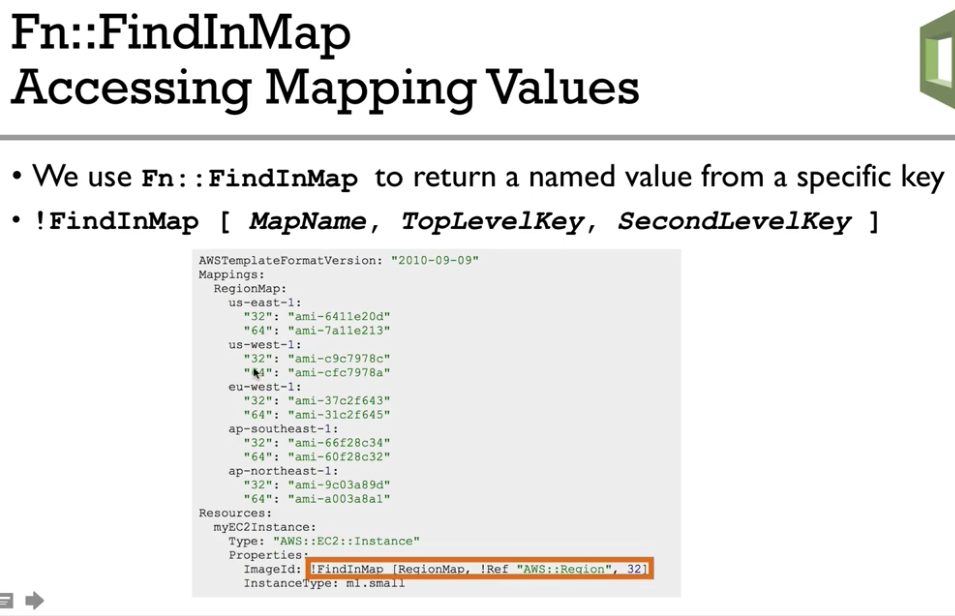 Fn::FindInMap
Accessing Mapping Values
• We use Fn::FindInMap to return a named value from a specific key
• !FindInMap [ MapName, TopLevelKey, SecondLevelKey ]
AWSTemplateFormatVersion: "2010-09-09"
Mappings:
  RegionMap:
    us-east-1:
      "32": "ami-6411e20d"
      "64": "ami-7a11e213"
    us-west-1:
      "32": "ami-c9c7978c"
      "64": "ami-cfc7978a"
    eu-west-1:
      "32": "ami-37c2f643"
      "64": "ami-31c2f645"
    ap-southeast-1:
      "32": "ami-66f28c34"
      "64": "ami-60f28c32"
    ap-northeast-1:
      "32": "ami-9c03a89d"
      "64": "ami-a003a8a1"
Resources:
  myEC2Instance:
    Type: "AWS::EC2::Instance"
    Properties:
      ImageId: !FindInMap [RegionMap, !Ref "AWS::Region", 32]
      InstanceType: m1.small